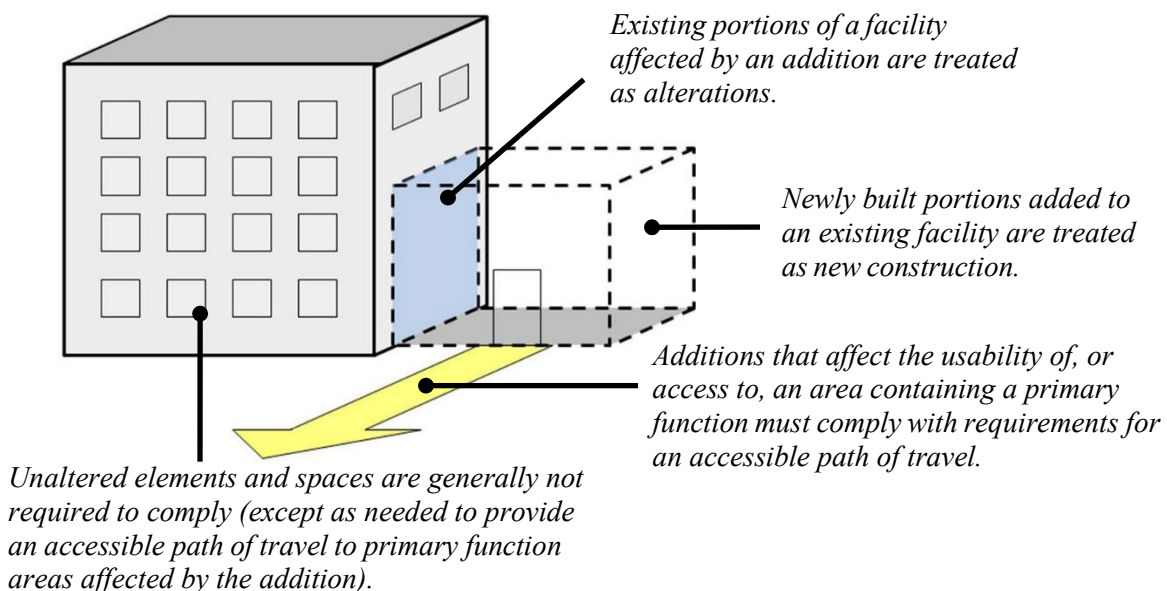 Existing portions of a facility
affected by an addition are treated
as alterations.
Newly built portions added to
an existing facility are treated
as new construction.
Additions that affect the usability of, or
access to, an area containing a primary
function must comply with requirements for
an accessible path of travel.
Unaltered elements and spaces are generally not
required to comply (except as needed to provide
an accessible path of travel to primary function
areas affected by the addition).